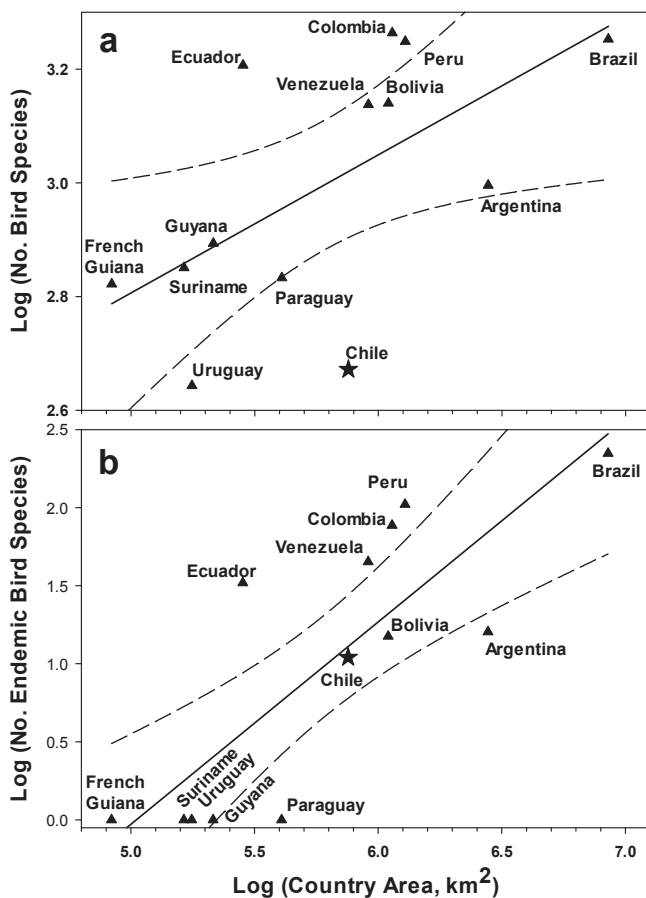 a
Log (No. Bird Species)
3.2
3.0
2.8
2.6
Colombia
Ecuador
Peru
Brazil
Venezuela
Bolivia
Argentina
Guyana
French
Guiana
Suriname
Paraguay
Chile
Uruguay
b
Log (No. Endemic Bird Species)
2.5
2.0
1.5
1.0
0.5
0.0
Brazil
Peru
Colombia
Venezuela
Ecuador
Bolivia
Argentina
Chile
French
Guiana
Suriname
Uruguay
Guyana
Paraguay
5.0 5.5 6.0 6.5 7.0
Log (Country Area, km²)